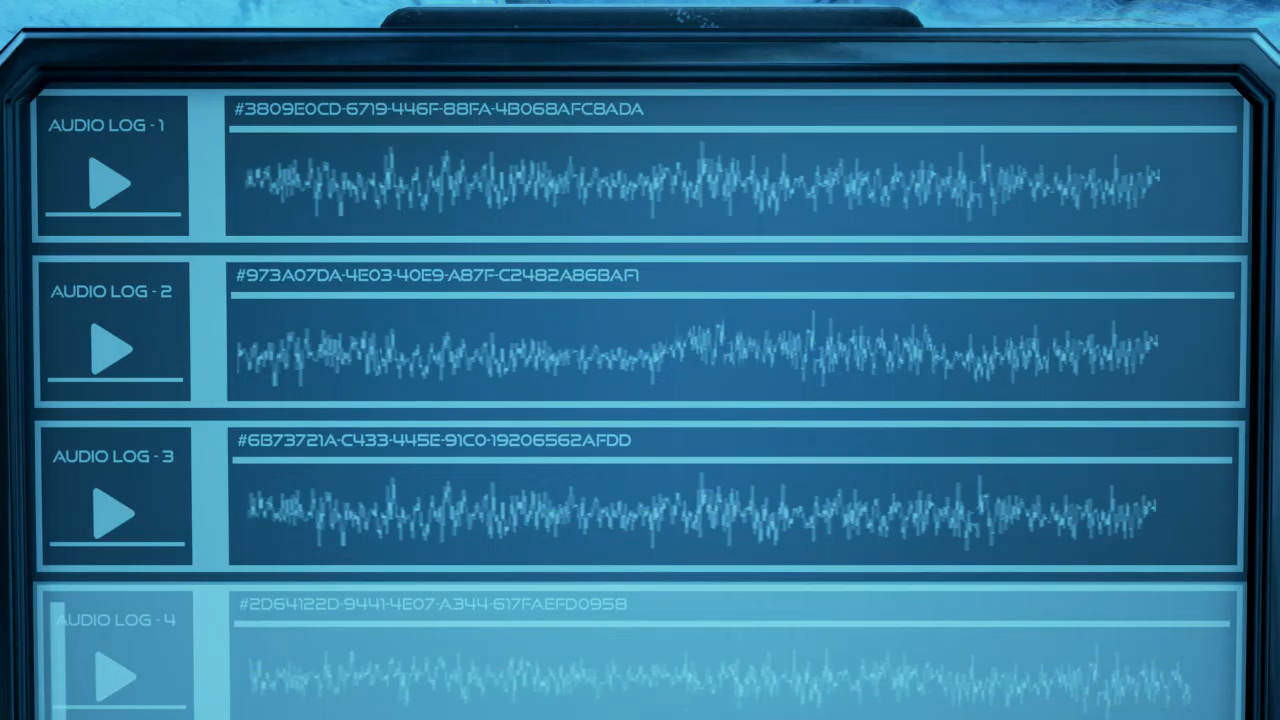 #3809E0CD-6719-446F-88FA-4B068AFC8ADA
AUDIO LOG - 1
#973A07DA-4E03-40E9-A87F-C2482A86BAF1
AUDIO LOG - 2
#6B73721A-C433-445E-91C0-19206562AFDD
AUDIO LOG - 3
#2D64122D-9441-4E07-A344-617FAEFD0958
AUDIO LOG - 4